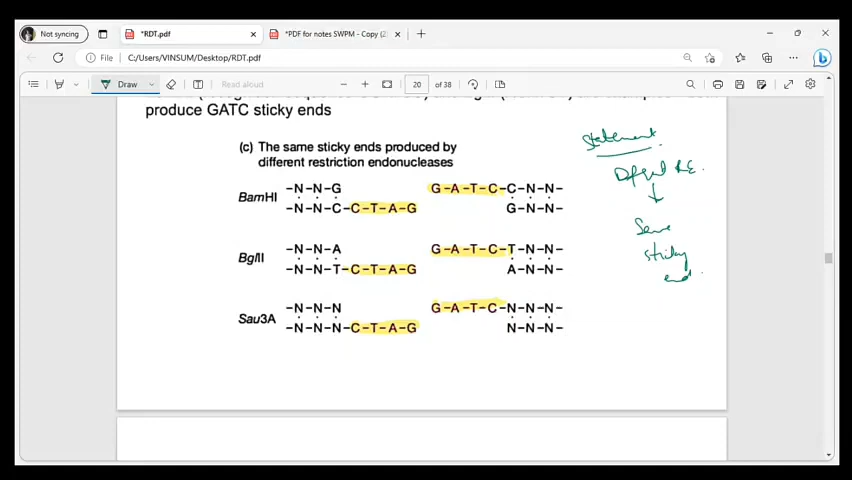 Not syncing
*RDT.pdf
*PDF for notes SWPM - Copy (2
File
C:/Users/VINSUM/Desktop/RDT.pdf
Draw
Read aloud
20 of 38
produce GATC sticky ends
(c) The same sticky ends produced by
different restriction endonucleases
-N-N-G G-A-T-C-C-N-N-
BamHI
-N-N-C-C-T-A-G G-N-N-
-N-N-A G-A-T-C-T-N-N-
BglII
-N-N-T-C-T-A-G A-N-N-
-N-N-N G-A-T-C-N-N-N-
Sau3A
-N-N-N-C-T-A-G N-N-N-
Statement
R.E.
↓
Same
sticky
end